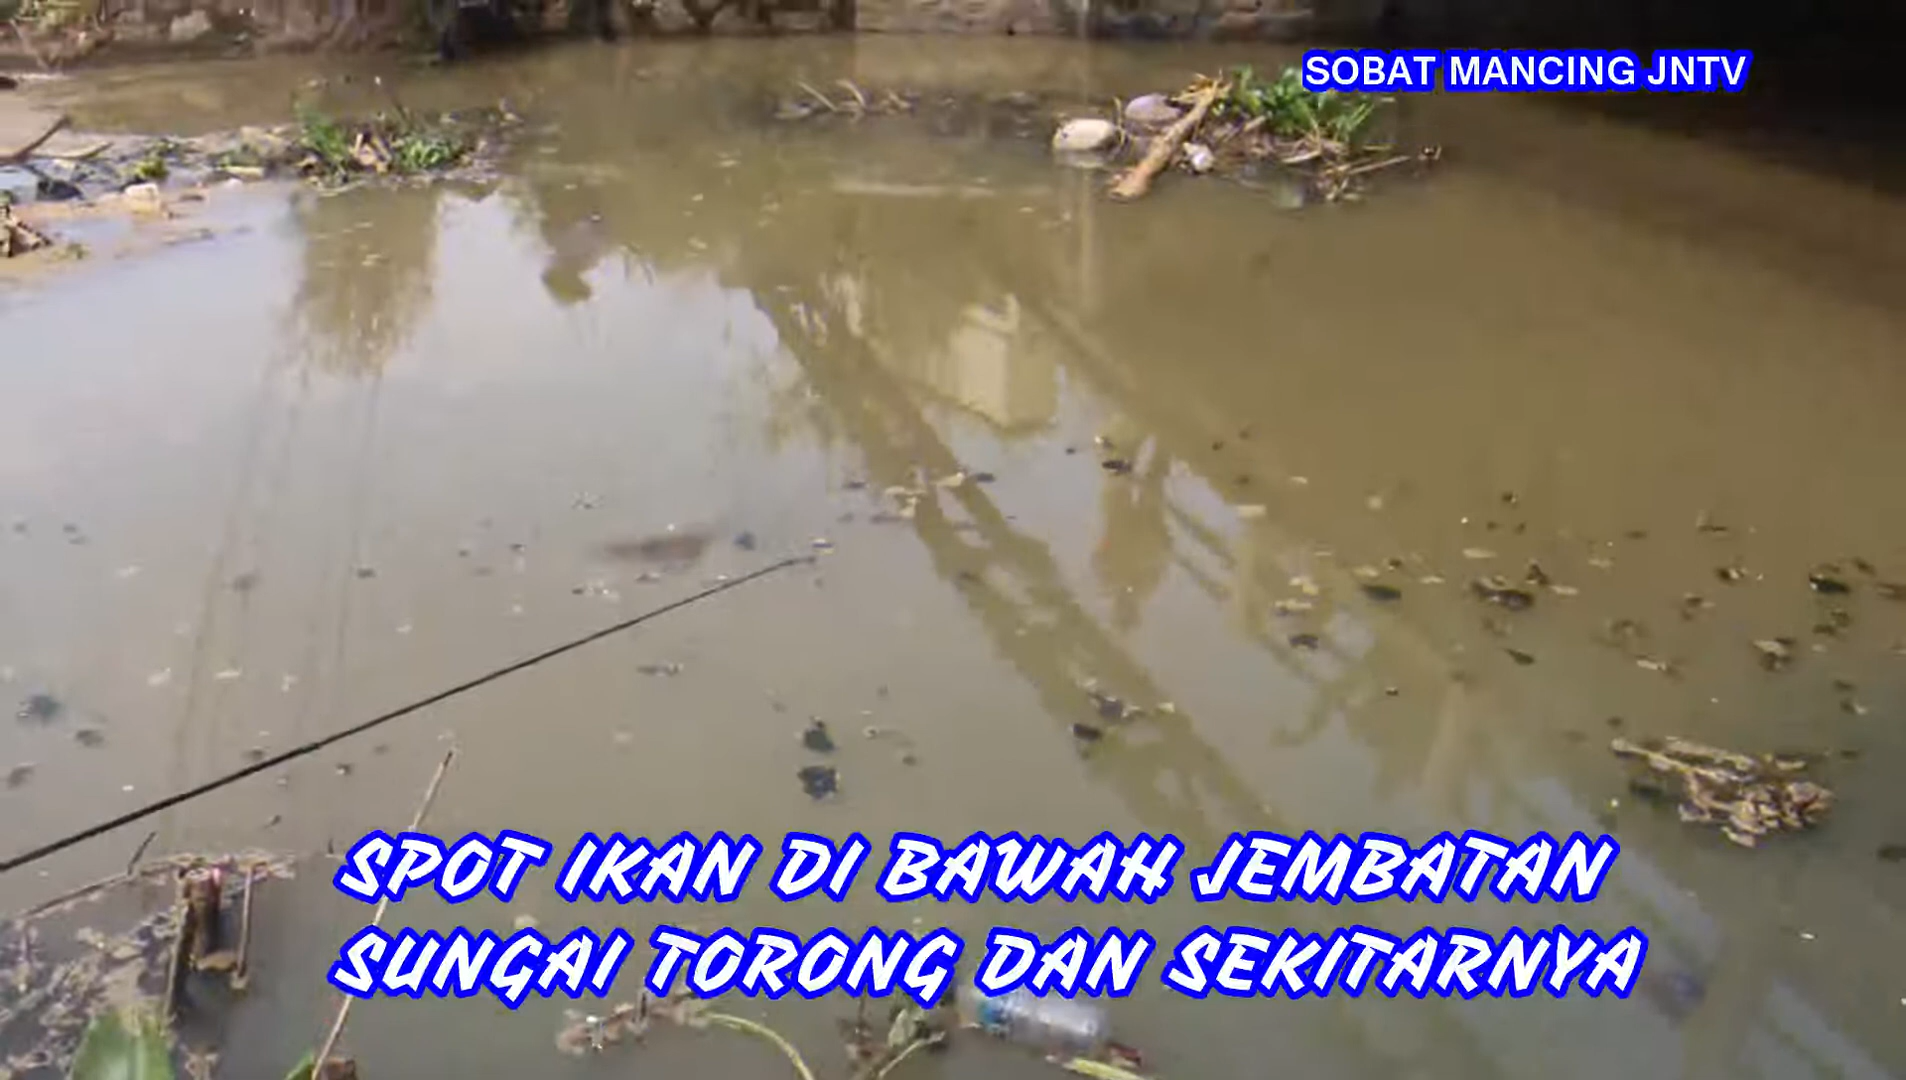 SOBAT MANCING JNTV
SPOT IKAN DI BAWAH JEMBATAN
SUNGAI TORONG DAN SEKITARNYA